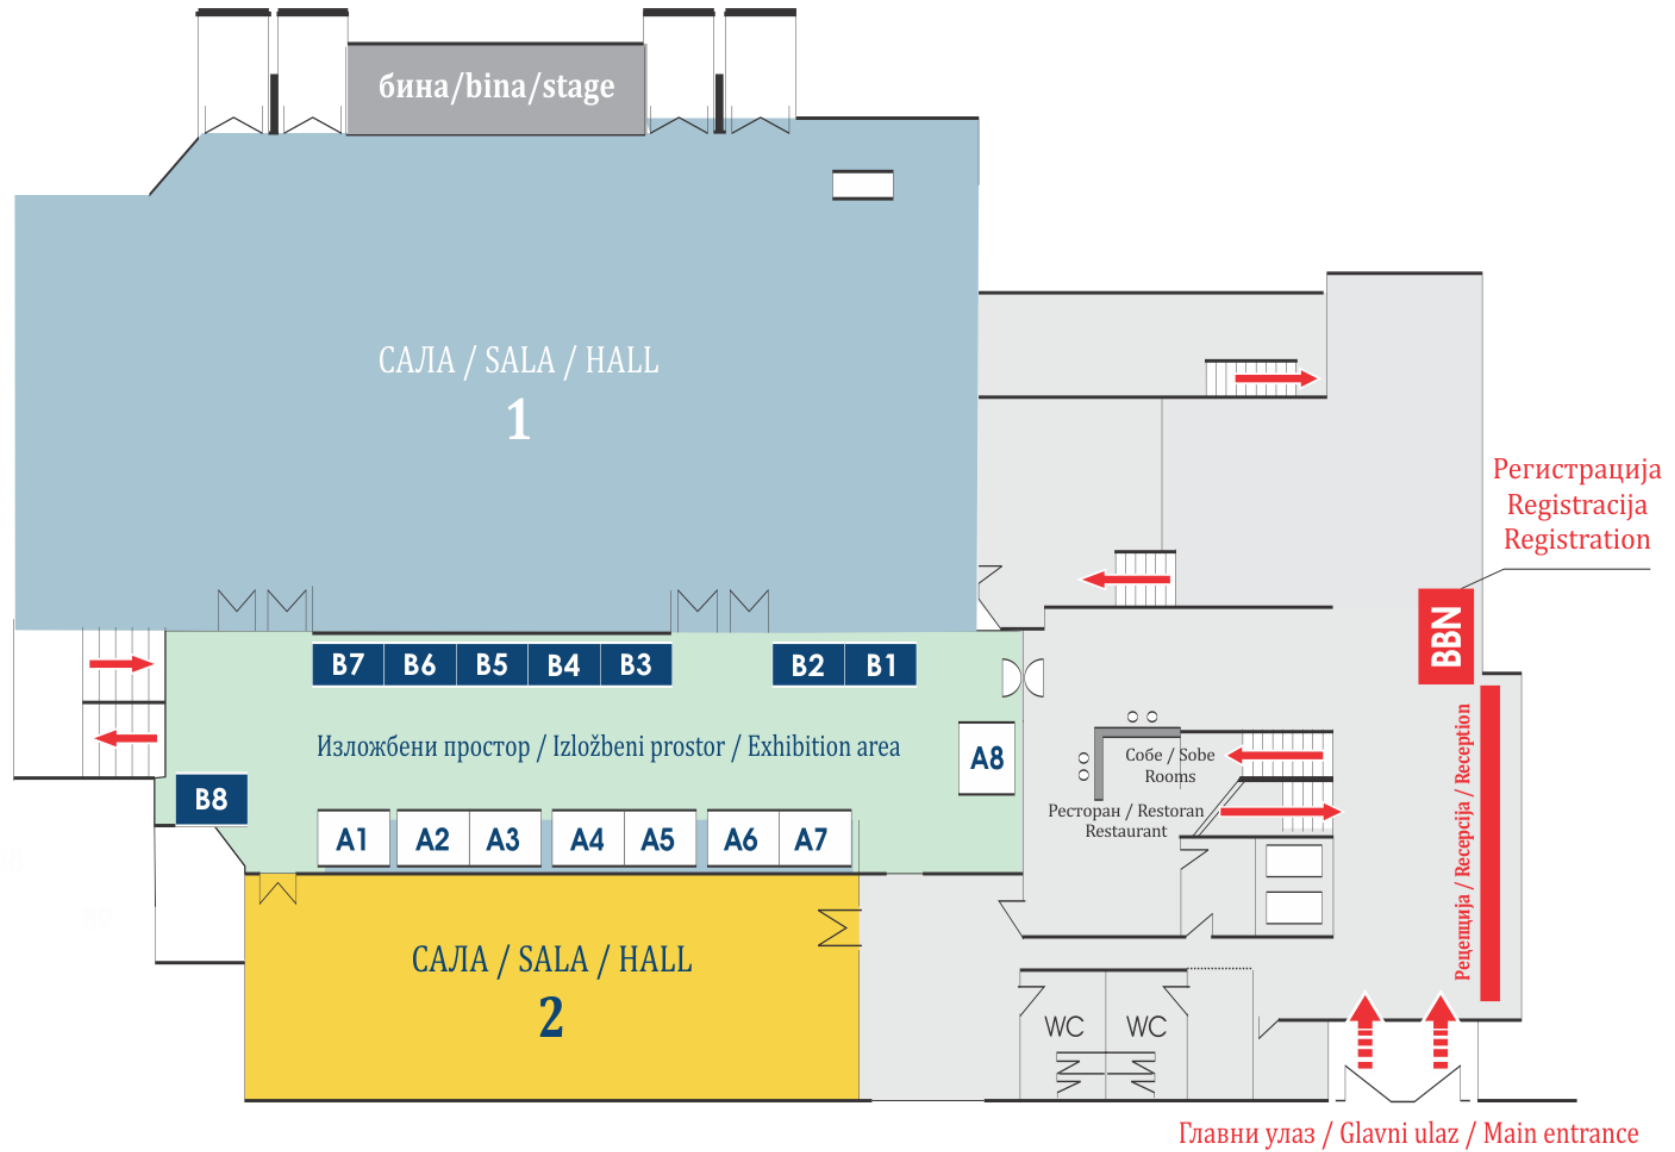 бина/bina/stage
САЛА / SALA / HALL
1
Регистрација
Registracija
Registration
BBN
B7 B6 B5 B4 B3 B2 B1
Изложбени простор / Izložbeni prostor / Exhibition area
A8
B8
Собе / Sobe
Rooms
Ресторан / Restoran
Restaurant
Рецепција / Recepcija / Reception
A1 A2 A3 A4 A5 A6 A7
САЛА / SALA / HALL
2
WC WC
Главни улаз / Glavni ulaz / Main entrance